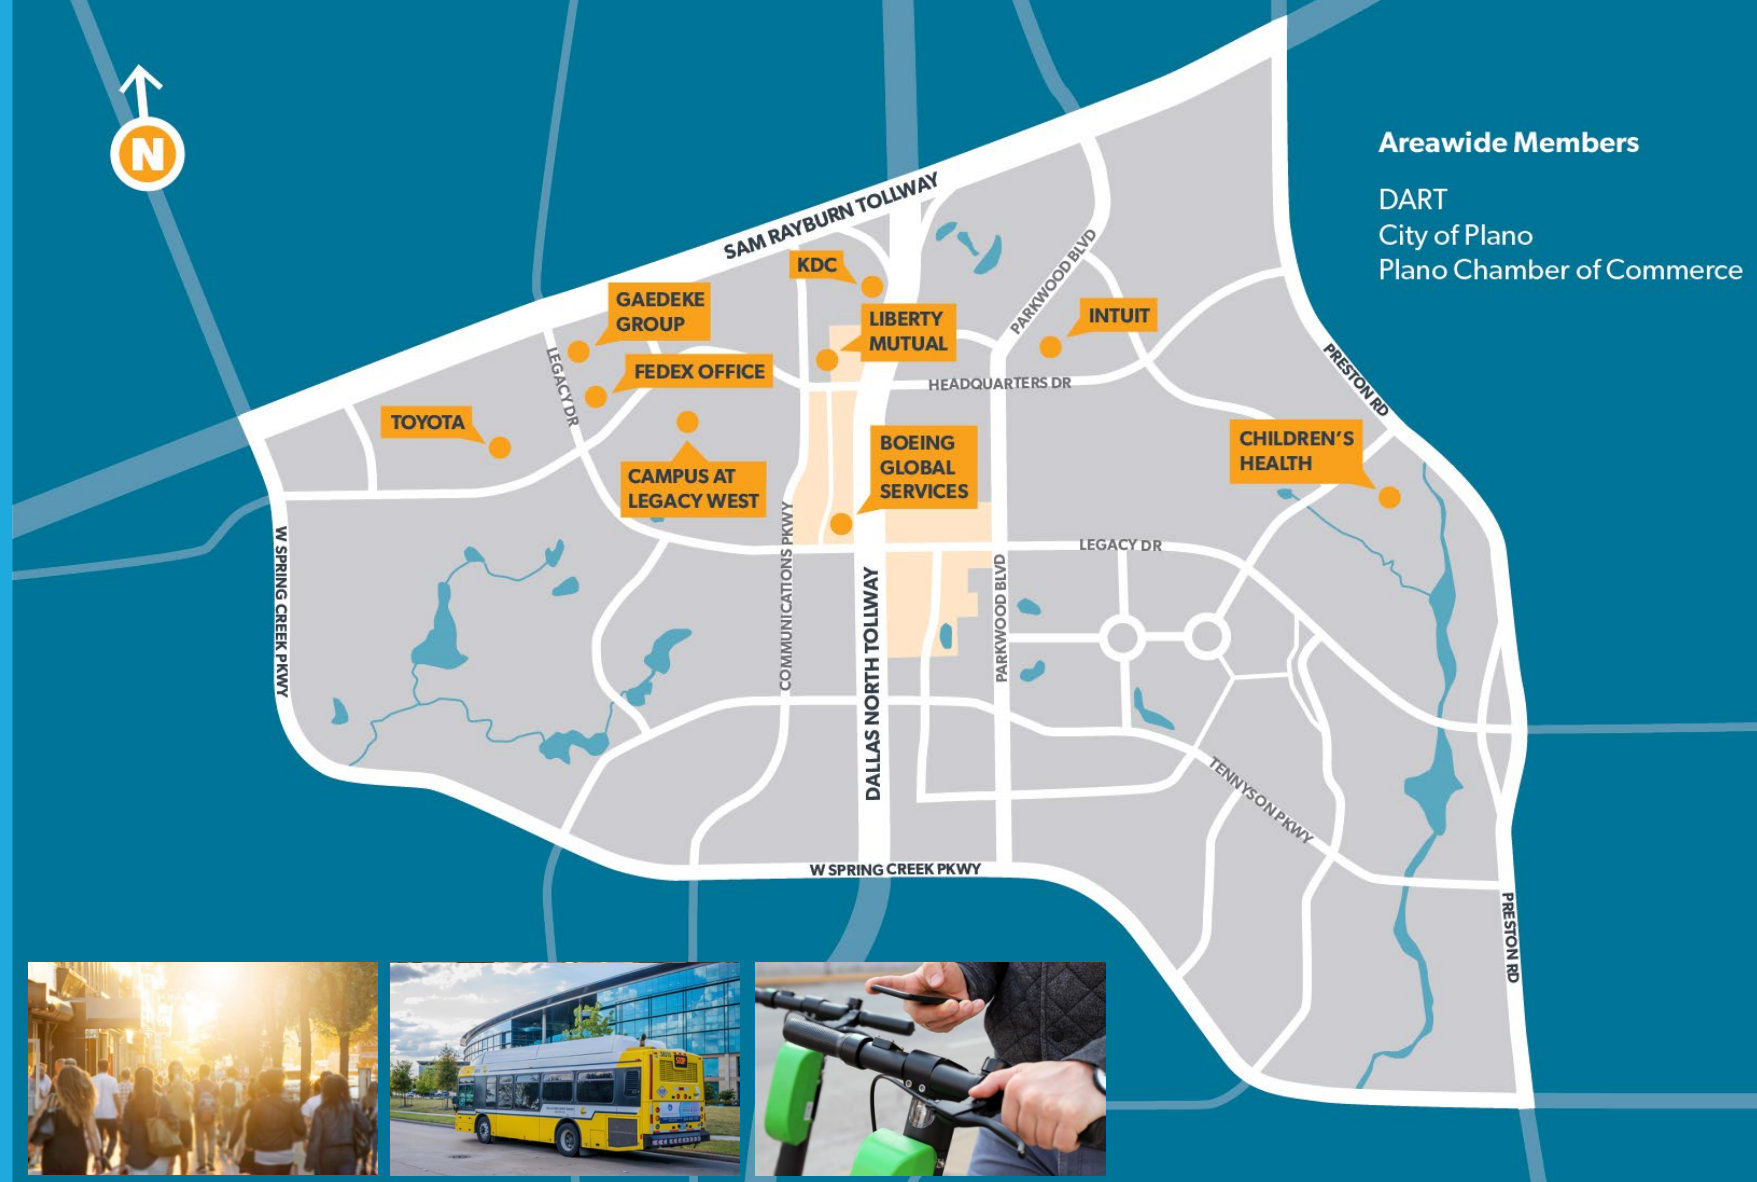 N
Areawide Members
DART
City of Plano
Plano Chamber of Commerce
SAM RAYBURN TOLLWAY
KDC
GAEDEKE
GROUP
LIBERTY
MUTUAL
PARKWOOD BLVD
INTUIT
FEDEX OFFICE
LEGACY DR
HEADQUARTERS DR
PRESTON RD
TOYOTA
CAMPUS AT
LEGACY WEST
BOEING
GLOBAL
SERVICES
CHILDREN'S
HEALTH
W SPRING CREEK PKWY
COMMUNICATIONS PKWY
DALLAS NORTH TOLLWAY
PARKWOOD BLVD
LEGACY DR
TENNYSON PKWY
W SPRING CREEK PKWY
PRESTON RD
STOP